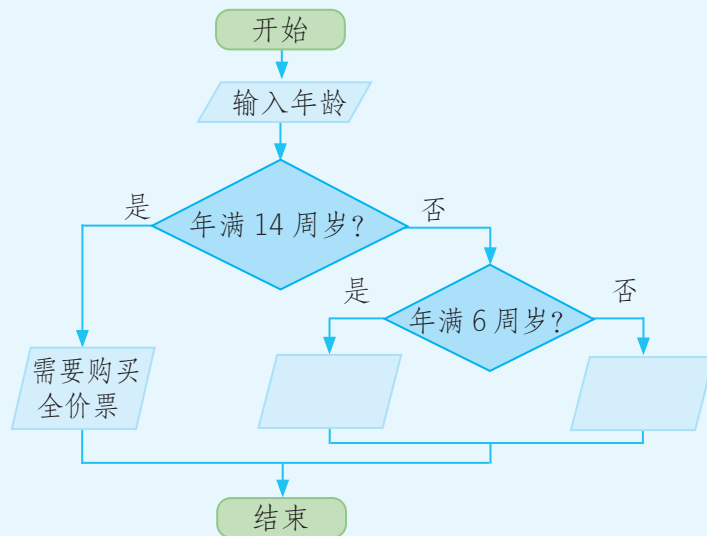 开始
输入年龄
是
年满 14 周岁?
否
是
年满 6 周岁?
否
需要购买
全价票
结束